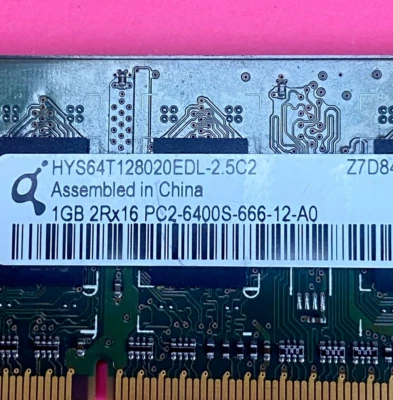 HYS64T128020EDL-2.5C2 Z7D84
Assembled in China
1GB 2Rx16 PC2-6400S-666-12-A0